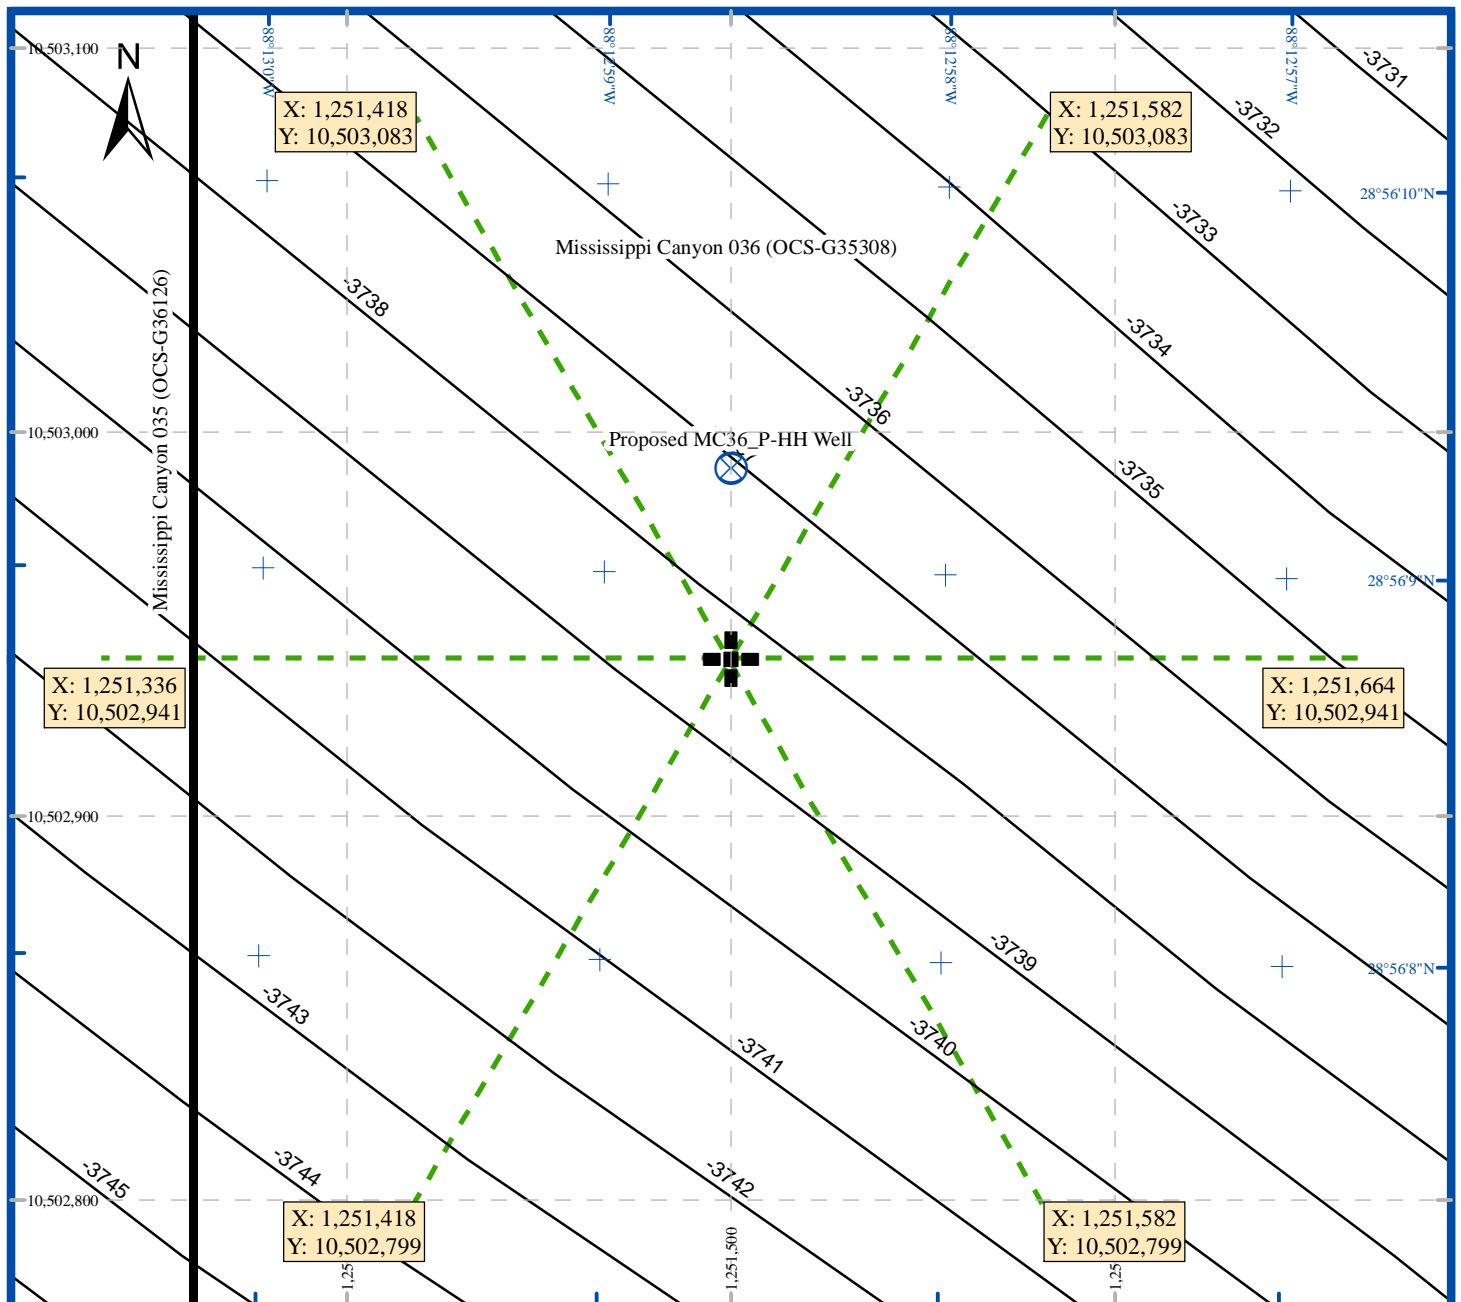 10,503,100
N
88°13'0"W
88°12'59"W
88°12'58"W
88°12'57"W
-3731
-3732
X: 1,251,418
Y: 10,503,083
X: 1,251,582
Y: 10,503,083
28°56'10"N
-3733
Mississippi Canyon 036 (OCS-G35308)
Mississippi Canyon 035 (OCS-G36126)
-3738
-3734
-3736
10,503,000
Proposed MC36_P-HH Well
-3735
28°56'9"N
X: 1,251,336
Y: 10,502,941
X: 1,251,664
Y: 10,502,941
10,502,900
-3739
28°56'8"N
-3743
-3740
-3741
-3744
-3745
-3742
10,502,800
X: 1,251,418
Y: 10,502,799
X: 1,251,582
Y: 10,502,799
1,25
1,251,500
1,25